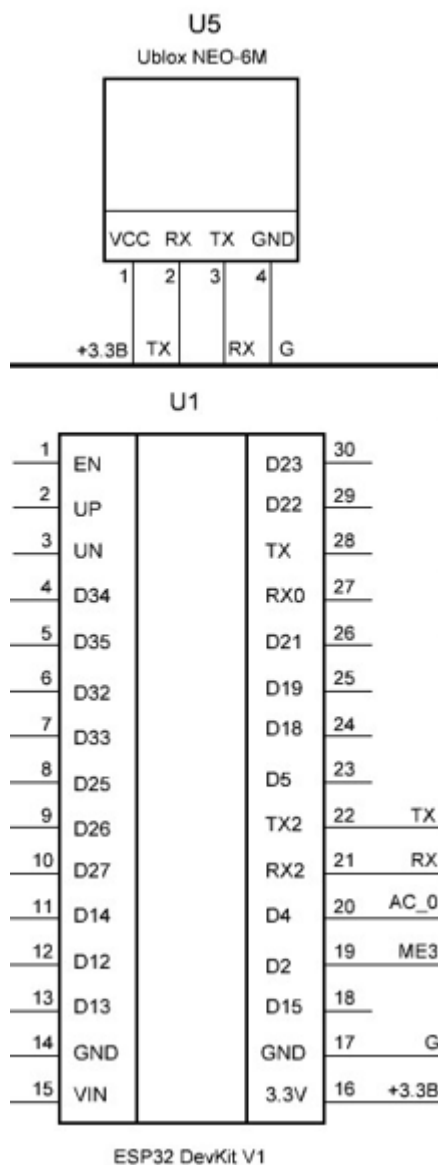 U5
Ublox NEO-6M
VCC RX TX GND
1 2 3 4
+3.3B TX RX G
U1
1 EN D23 30
2 UP D22 29
3 UN TX 28
4 D34 RX0 27
5 D35 D21 26
6 D32 D19 25
7 D33 D18 24
8 D25 D5 23
9 D26 TX2 22 TX
10 D27 RX2 21 RX
11 D14 D4 20 AC_0
12 D12 D2 19 ME3
13 D13 D15 18
14 GND GND 17 G
15 VIN 3.3V 16 +3.3B
ESP32 DevKit V1